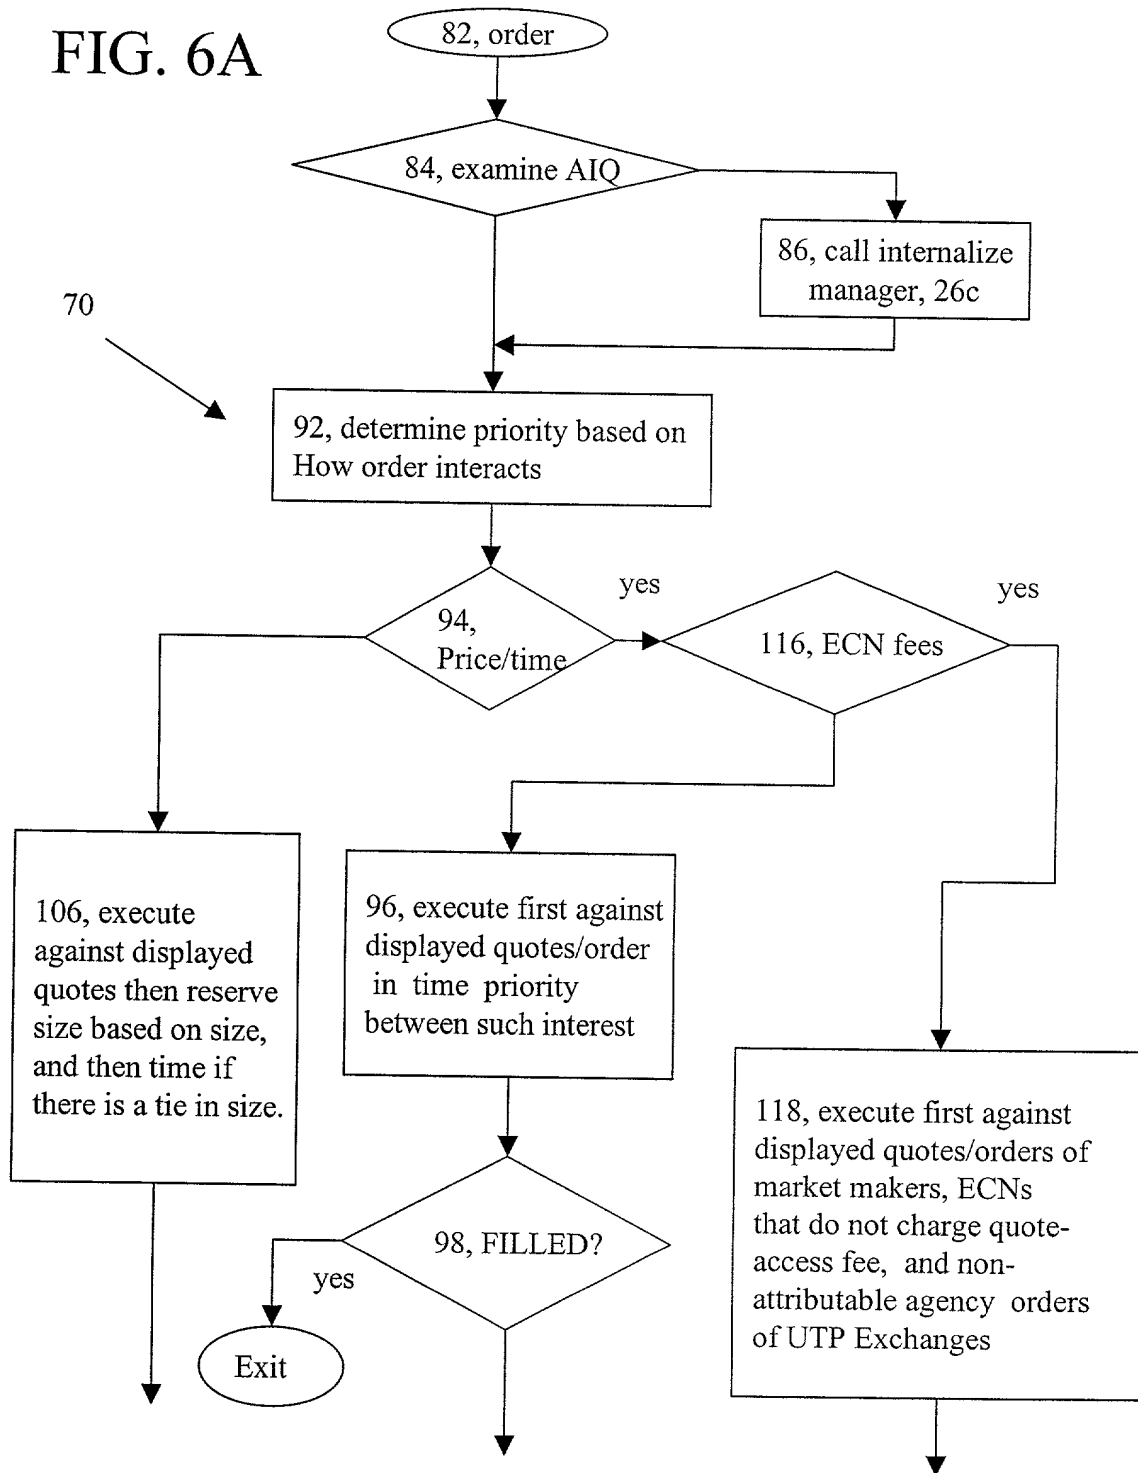 FIG. 6A
82, order
84, examine AIQ
86, call internalize
manager, 26c
70
92, determine priority based on
How order interacts
94,
Price/time
yes
116, ECN fees
yes
106, execute
against displayed
quotes then reserve
size based on size,
and then time if
there is a tie in size.
96, execute first against
displayed quotes/order
in time priority
between such interest
118, execute first against
displayed quotes/orders of
market makers, ECNs
that do not charge quote-
access fee, and non-
attributable agency orders
of UTP Exchanges
98, FILLED?
yes
Exit